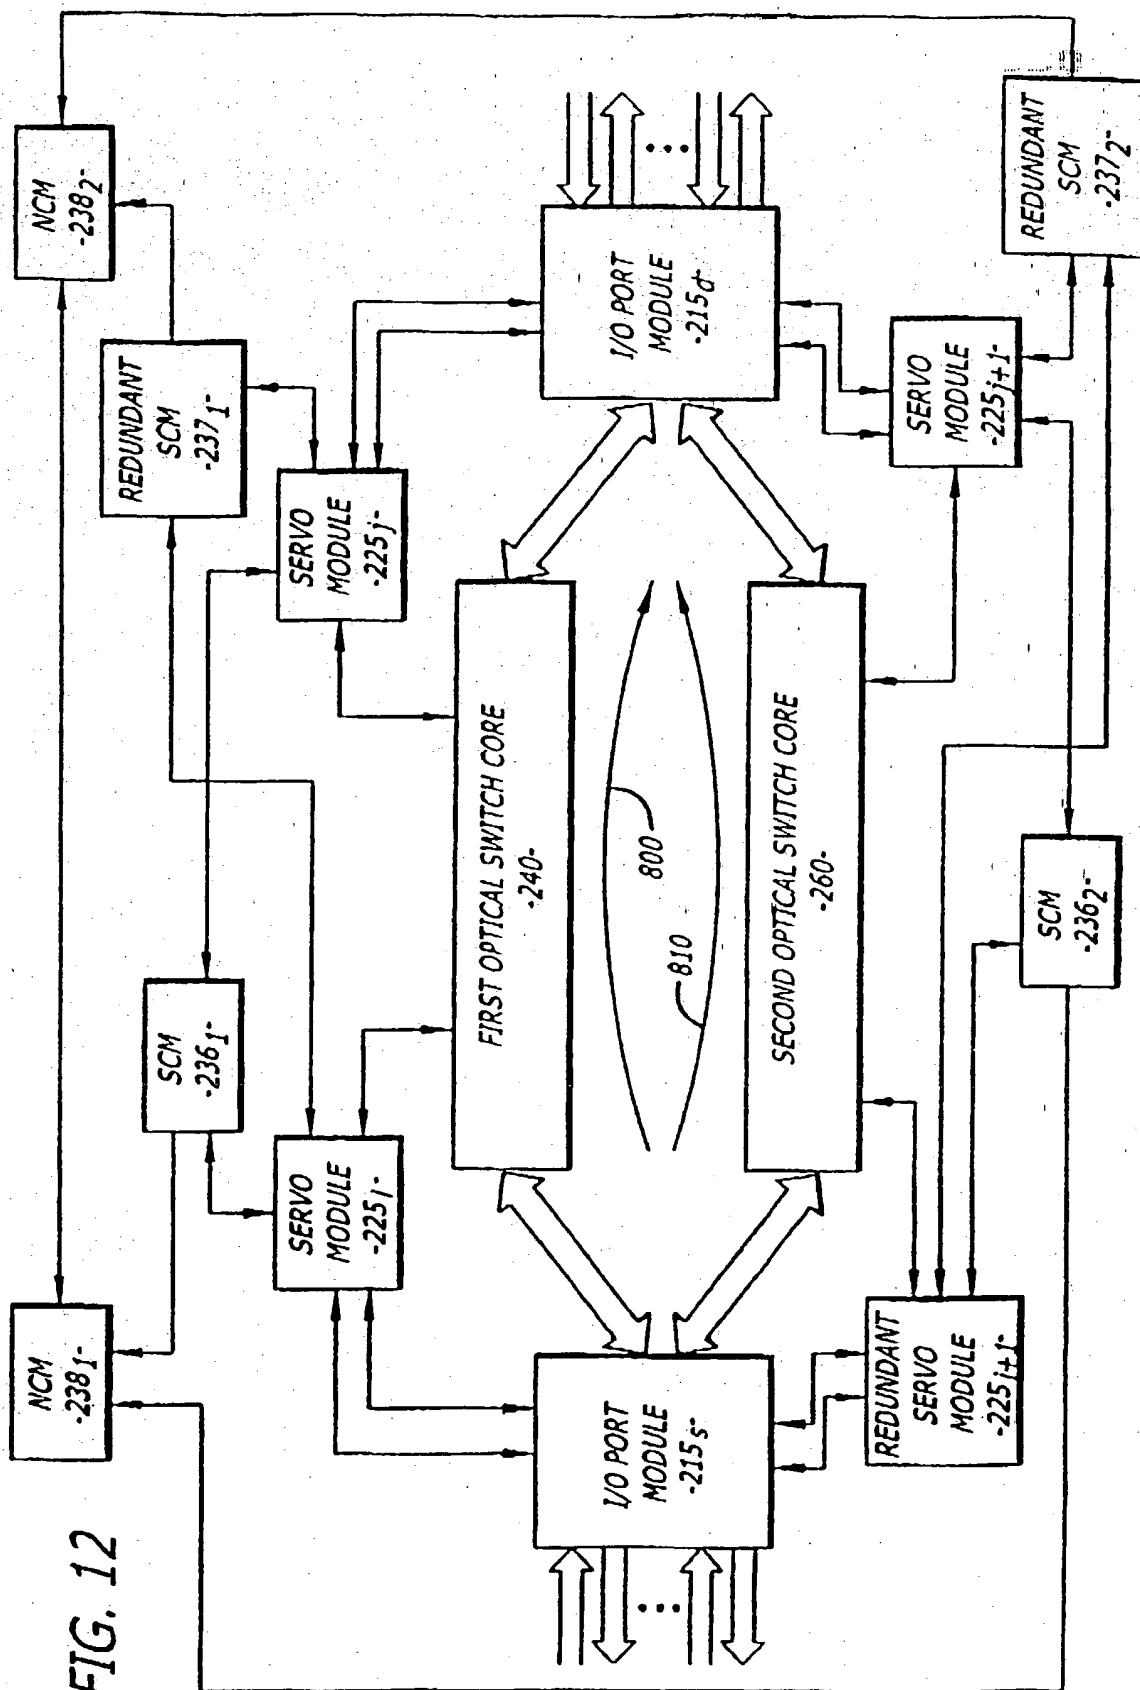 FIG. 12
NCM
-238₁-
NCM
-238₂-
SCM
-236₁-
REDUNDANT
SCM
-237₁-
SERVO
MODULE
-225i-
SERVO
MODULE
-225j-
FIRST OPTICAL SWITCH CORE
-240-
I/O PORT
MODULE
-215s-
800
810
I/O PORT
MODULE
-215d-
SECOND OPTICAL SWITCH CORE
-260-
REDUNDANT
SERVO
MODULE
-225i+1-
SERVO
MODULE
-225j+1-
SCM
-236₂-
REDUNDANT
SCM
-237₂-